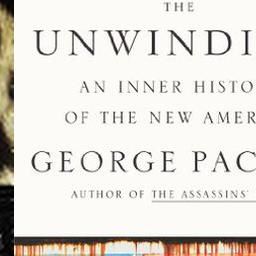 THE
UNWINDI
AN INNER HISTO
OF THE NEW AMER
GEORGE PAC
AUTHOR OF THE ASSASSINS'